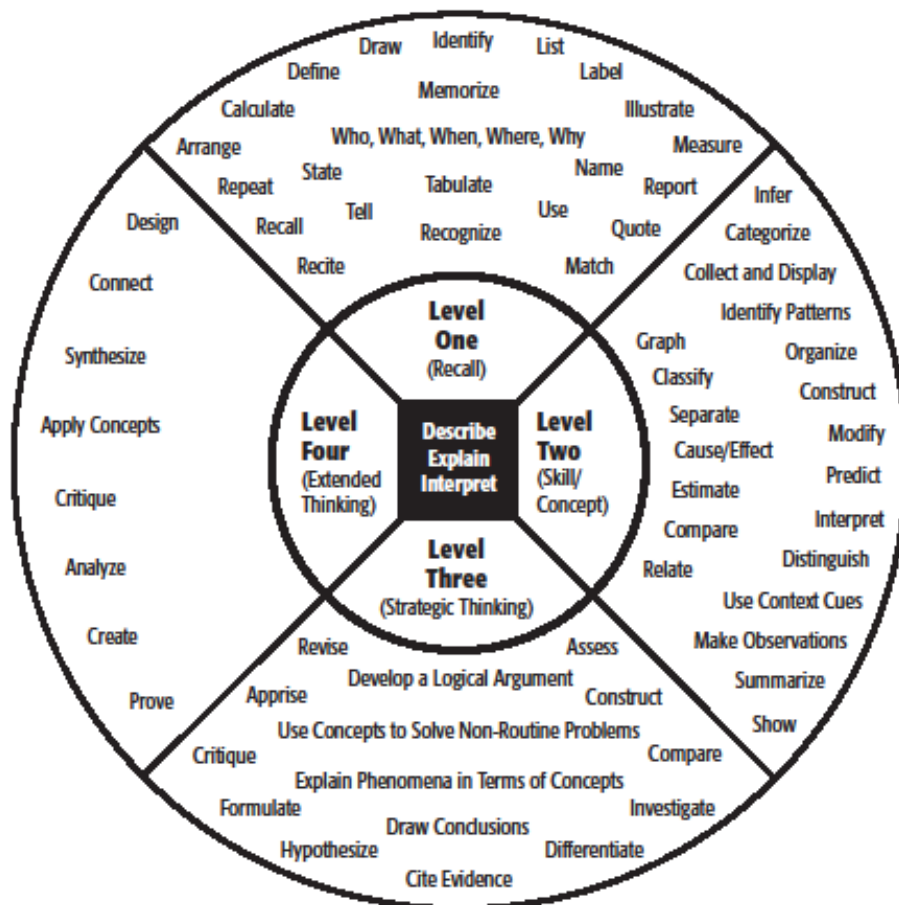 Draw
Identify
List
Define
Label
Memorize
Calculate
Illustrate
Who, What, When, Where, Why
Arrange
Measure
State
Name
Repeat
Tabulate
Report
Tell
Use
Recall
Recognize
Quote
Recite
Match
Level
One
(Recall)
Infer
Categorize
Collect and Display
Identify Patterns
Graph
Organize
Classify
Construct
Separate
Modify
Cause/Effect
Predict
Estimate
Interpret
Compare
Distinguish
Relate
Use Context Cues
Make Observations
Summarize
Show
Level
Two
(Skill/
Concept)
Describe
Explain
Interpret
Level
Three
(Strategic Thinking)
Revise
Assess
Develop a Logical Argument
Apprise
Construct
Use Concepts to Solve Non-Routine Problems
Critique
Compare
Explain Phenomena in Terms of Concepts
Formulate
Investigate
Draw Conclusions
Hypothesize
Differentiate
Cite Evidence
Level
Four
(Extended
Thinking)
Design
Connect
Synthesize
Apply Concepts
Critique
Analyze
Create
Prove